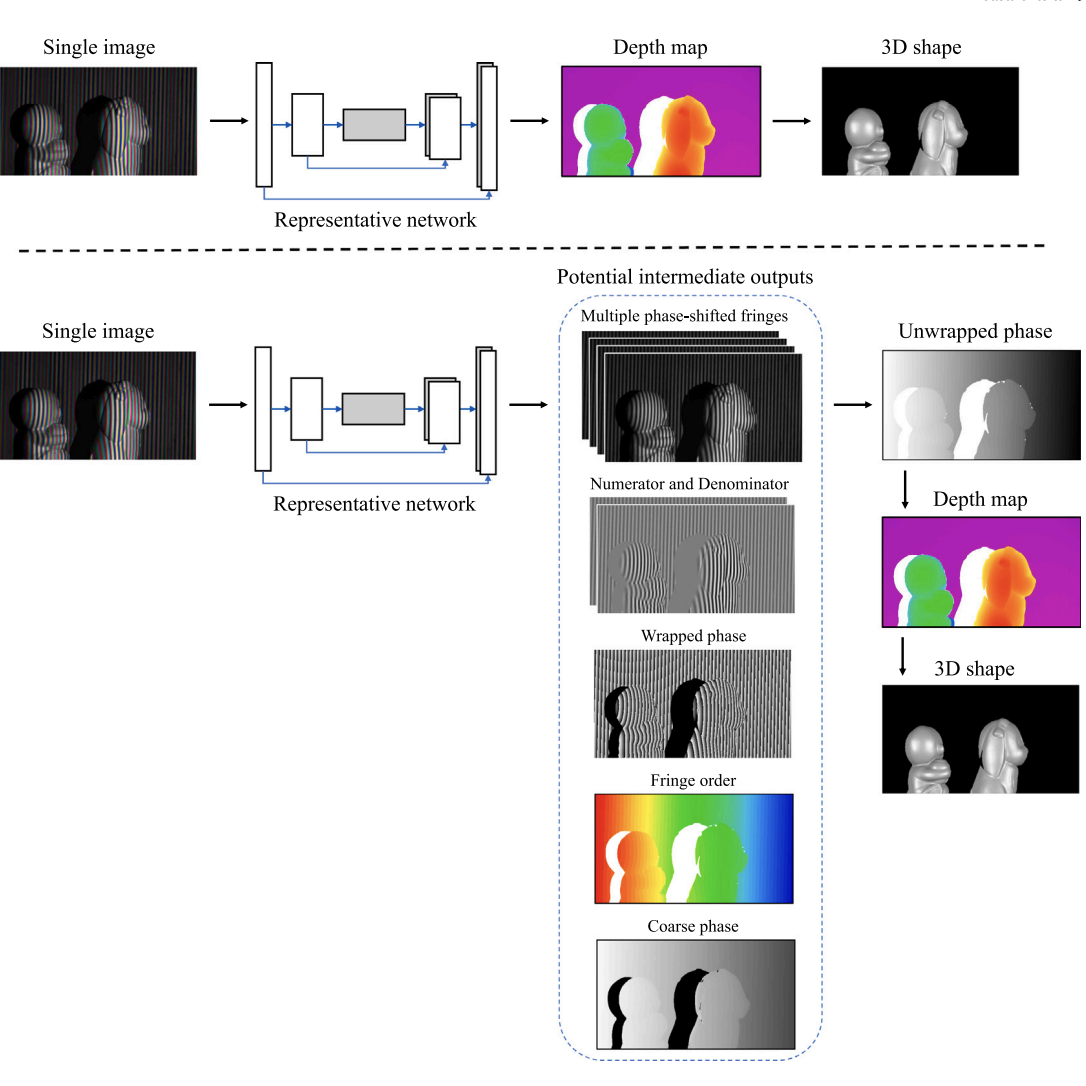 Single image
Depth map
3D shape
Representative network
Potential intermediate outputs
Single image
Multiple phase-shifted fringes
Unwrapped phase
Representative network
Numerator and Denominator
Depth map
Wrapped phase
3D shape
Fringe order
Coarse phase